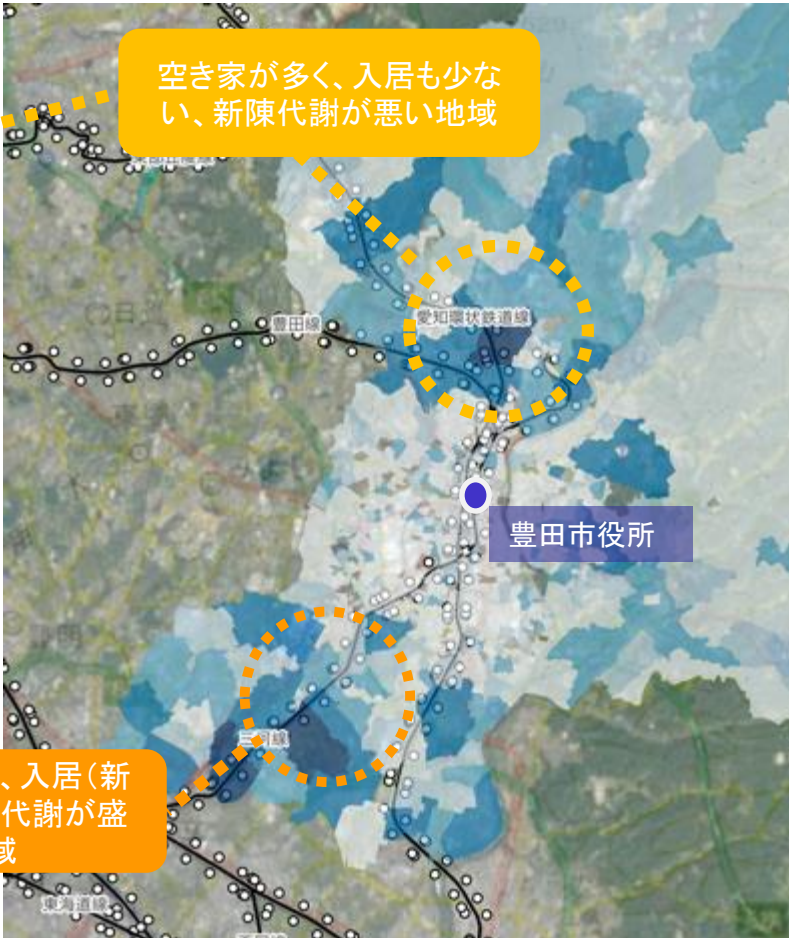 空き家が多く、入居も少な
い、新陳代謝が悪い地域
愛知環状鉄道線
豊田線
豊田市役所
三河線
、入居(新
代謝が盛
域
東海道線